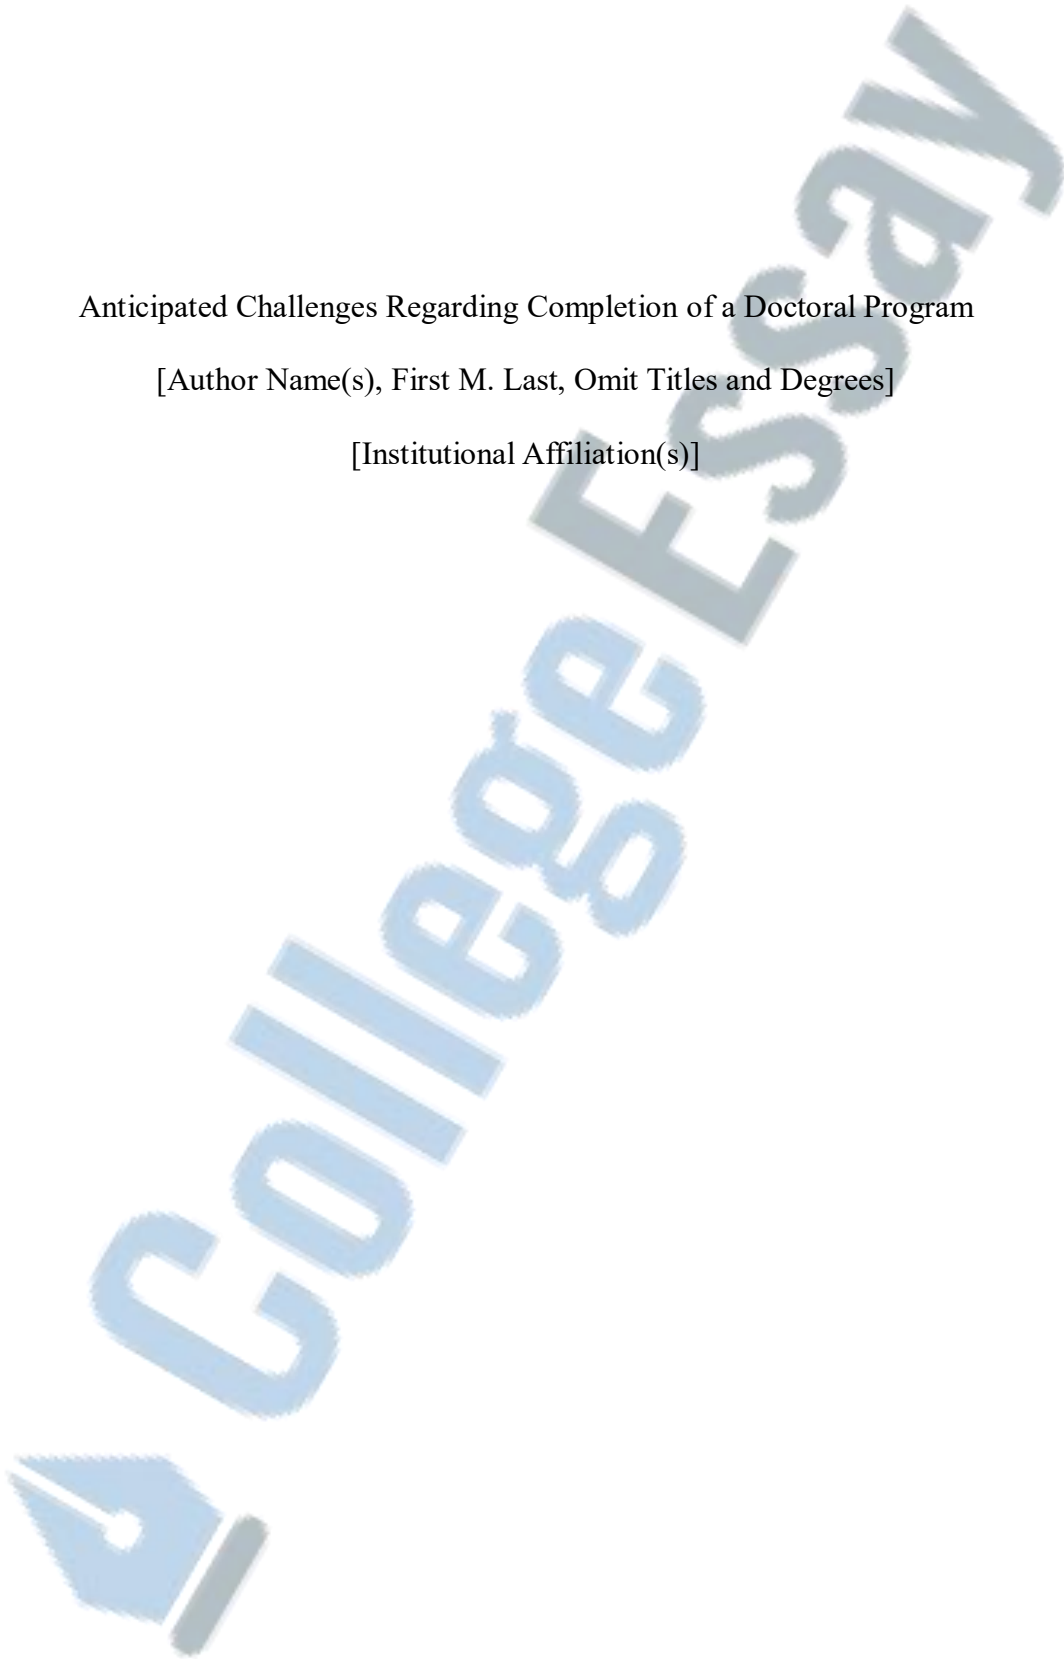 Anticipated Challenges Regarding Completion of a Doctoral Program
[Author Name(s), First M. Last, Omit Titles and Degrees]
[Institutional Affiliation(s)]
CollegeEssay